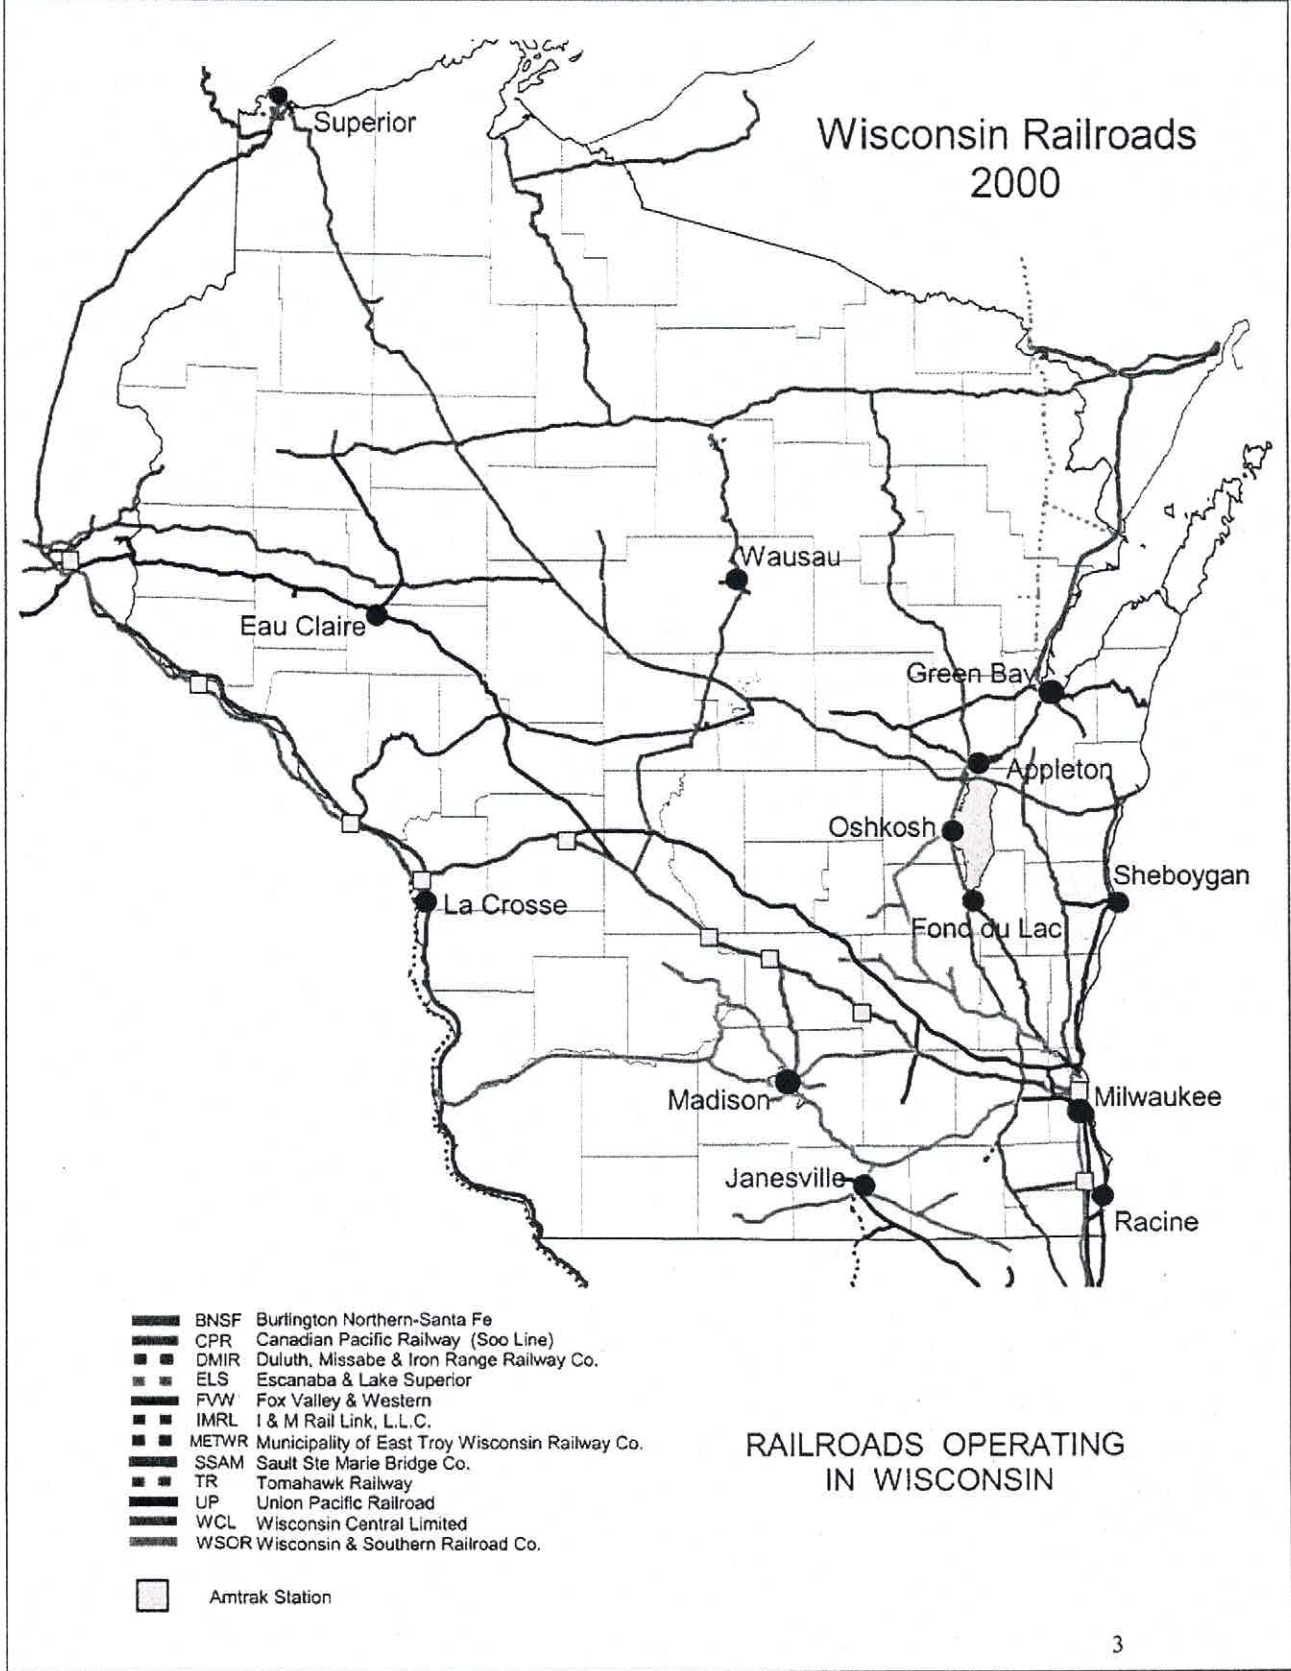 Wisconsin Railroads
2000
Superior
Wausau
Eau Claire
Green Bay
Appleton
Oshkosh
Sheboygan
La Crosse
Fond du Lac
Madison
Milwaukee
Janesville
Racine
BNSF Burlington Northern-Santa Fe
CPR Canadian Pacific Railway (Soo Line)
DMIR Duluth, Missabe & Iron Range Railway Co.
ELS Escanaba & Lake Superior
FVW Fox Valley & Western
IMRL I & M Rail Link, L.L.C.
METWR Municipality of East Troy Wisconsin Railway Co.
SSAM Sault Ste Marie Bridge Co.
TR Tomahawk Railway
UP Union Pacific Railroad
WCL Wisconsin Central Limited
WSOR Wisconsin & Southern Railroad Co.
Amtrak Station
RAILROADS OPERATING
IN WISCONSIN
3